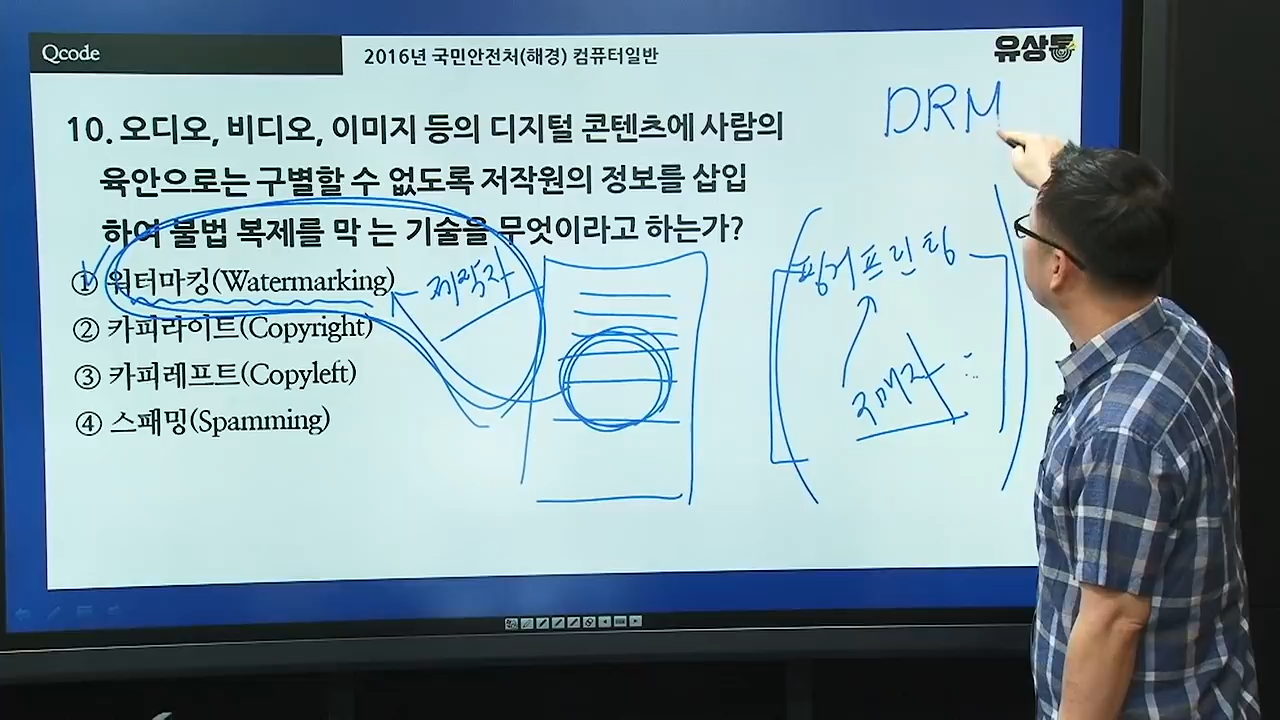 Qcode
2016년 국민안전처(해경) 컴퓨터일반
유상통
DRM
10. 오디오, 비디오, 이미지 등의 디지털 콘텐츠에 사람의
육안으로는 구별할 수 없도록 저작원의 정보를 삽입
하여 불법 복제를 막 는 기술을 무엇이라고 하는가?
① 워터마킹(Watermarking)
② 카피라이트(Copyright)
③ 카피레프트(Copyleft)
④ 스패밍(Spamming)
제작자
핑거프린팅
구매자